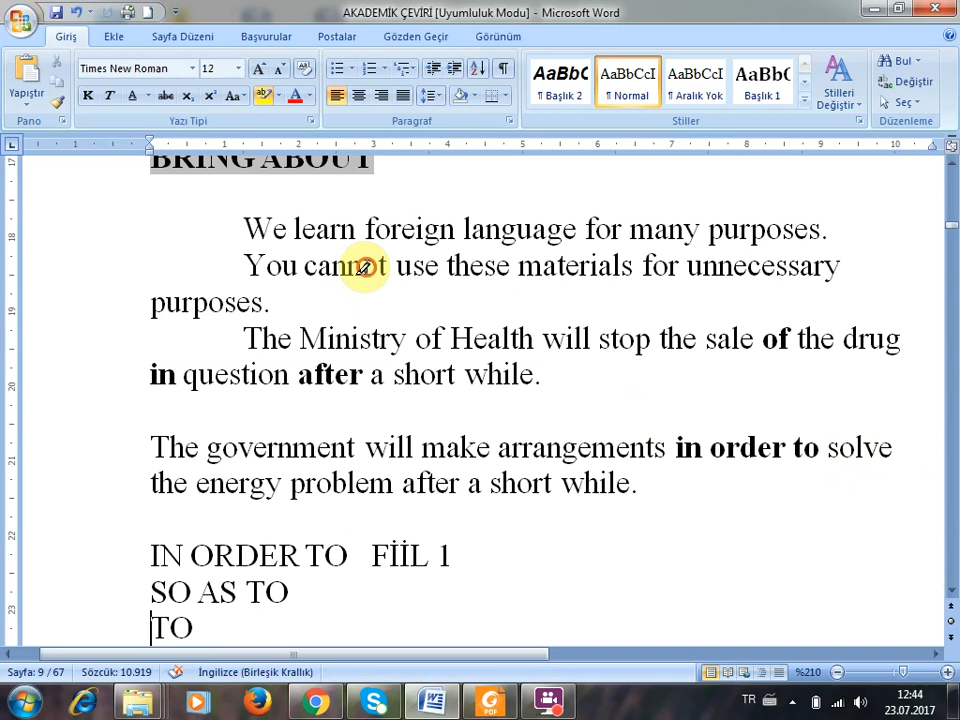 AKADEMİK ÇEVİRİ [Uyumluluk Modu] - Microsoft Word
Giriş Ekle Sayfa Düzeni Başvurular Postalar Gözden Geçir Görünüm
Times New Roman 12 AaBbC AaBbCcI AaBbCcI AaBbC Bul
Yapıştır Başlık 2 Normal Aralık Yok Başlık 1 Stilleri Değiştir Değiştir
Seç
Pano Yazı Tipi Paragraf Stiller Düzenleme
BRING ABOUT
We learn foreign language for many purposes.
You cannot use these materials for unnecessary
purposes.
The Ministry of Health will stop the sale of the drug
in question after a short while.
The government will make arrangements in order to solve
the energy problem after a short while.
IN ORDER TO FİİL 1
SO AS TO
TO
Sayfa: 9 / 67 Sözcük: 10.919 İngilizce (Birleşik Krallık) %210
TR 12:44
23.07.2017